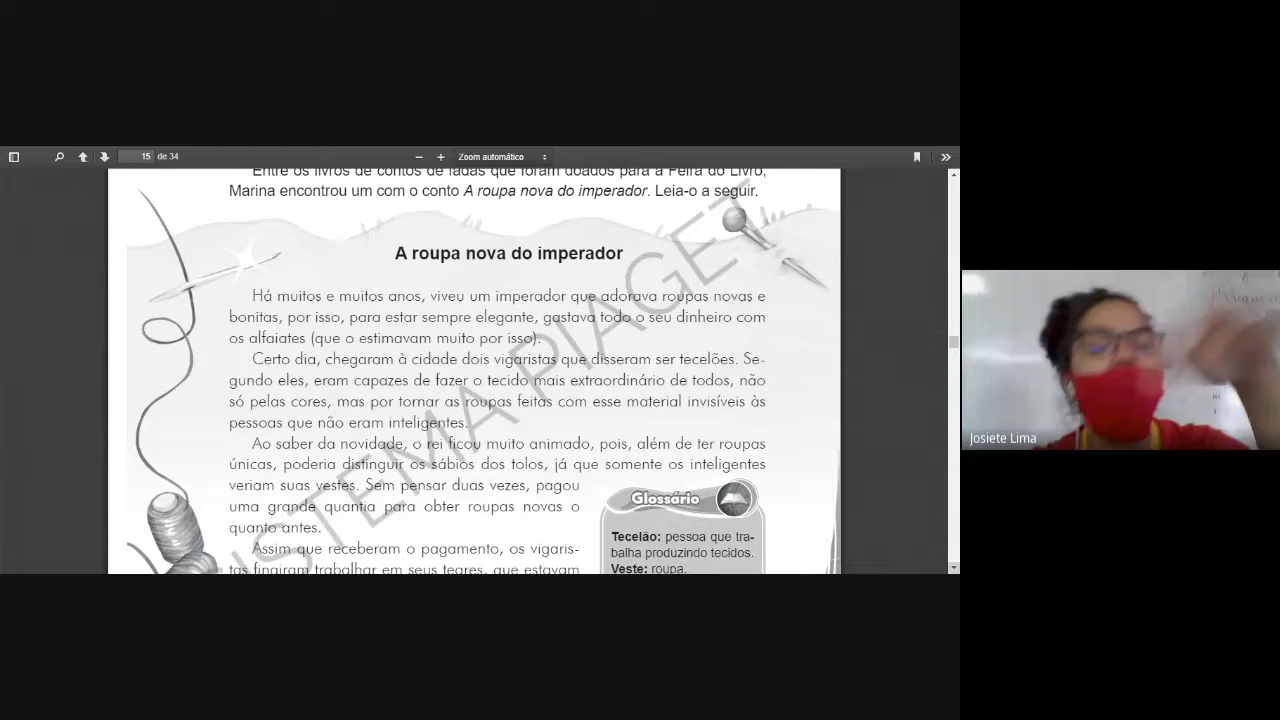 15 de 34
Zoom automático
Entre os livros de contos de fadas que foram doados para a Feira do Livro,
Marina encontrou um com o conto A roupa nova do imperador. Leia-o a seguir.
A roupa nova do imperador
Há muitos e muitos anos, viveu um imperador que adorava roupas novas e
bonitas, por isso, para estar sempre elegante, gastava todo o seu dinheiro com
os alfaiates (que o estimavam muito por isso).
Certo dia, chegaram à cidade dois vigaristas que disseram ser tecelões. Se-
gundo eles, eram capazes de fazer o tecido mais extraordinário de todos, não
só pelas cores, mas por tornar as roupas feitas com esse material invisíveis às
pessoas que não eram inteligentes.
Ao saber da novidade, o rei ficou muito animado, pois, além de ter roupas
únicas, poderia distinguir os sábios dos tolos, já que somente os inteligentes
veriam suas vestes. Sem pensar duas vezes, pagou
uma grande quantia para obter roupas novas o
quanto antes.
Assim que receberam o pagamento, os vigaris-
tas fingiram trabalhar em seus teares, que estavam
Glossário
Tecelão: pessoa que tra-
balha produzindo tecidos.
Veste: roupa.
SISTEMA PIAGET
Josiete Lima